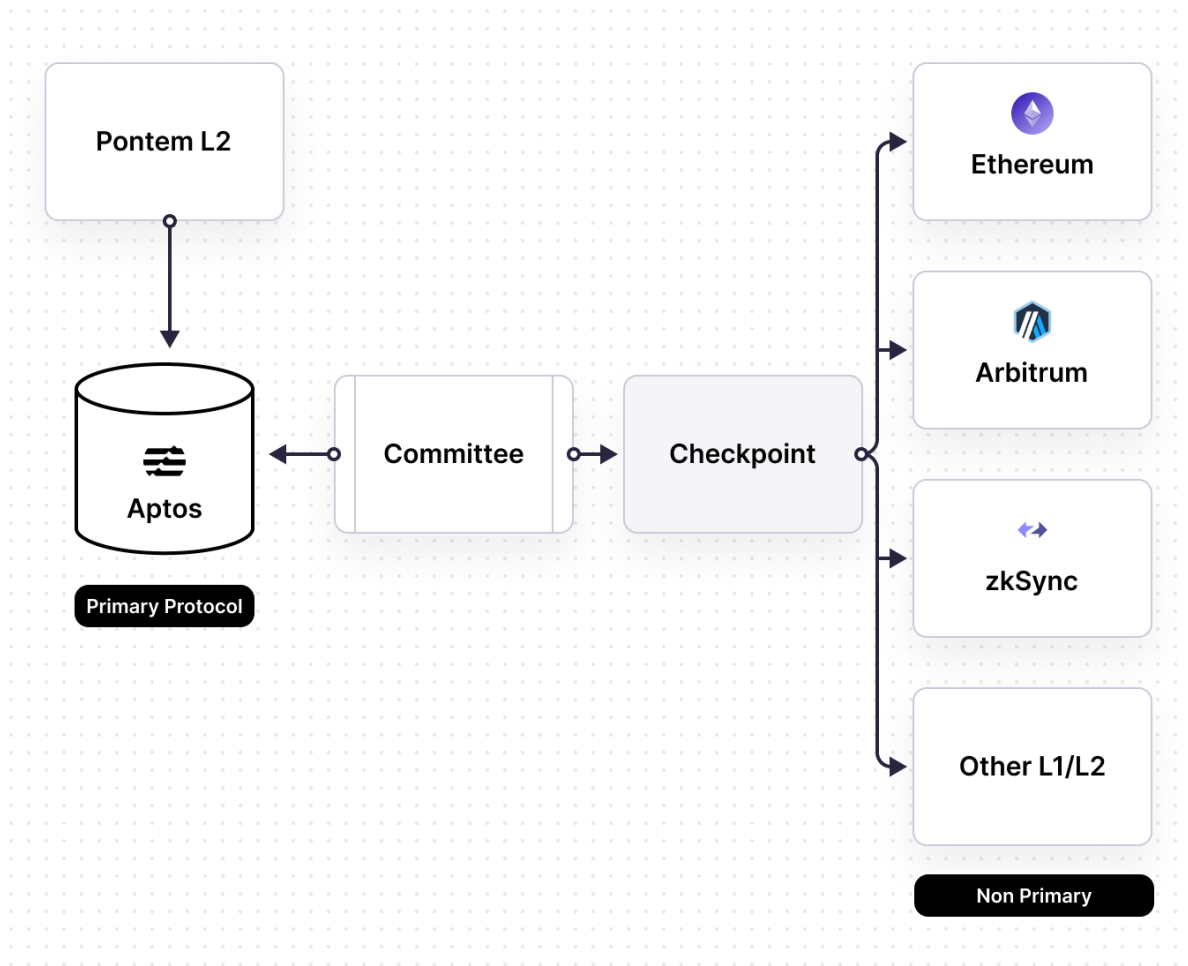 Pontem L2
Aptos
Primary Protocol
Committee
Checkpoint
Ethereum
Arbitrum
zkSync
Other L1/L2
Non Primary